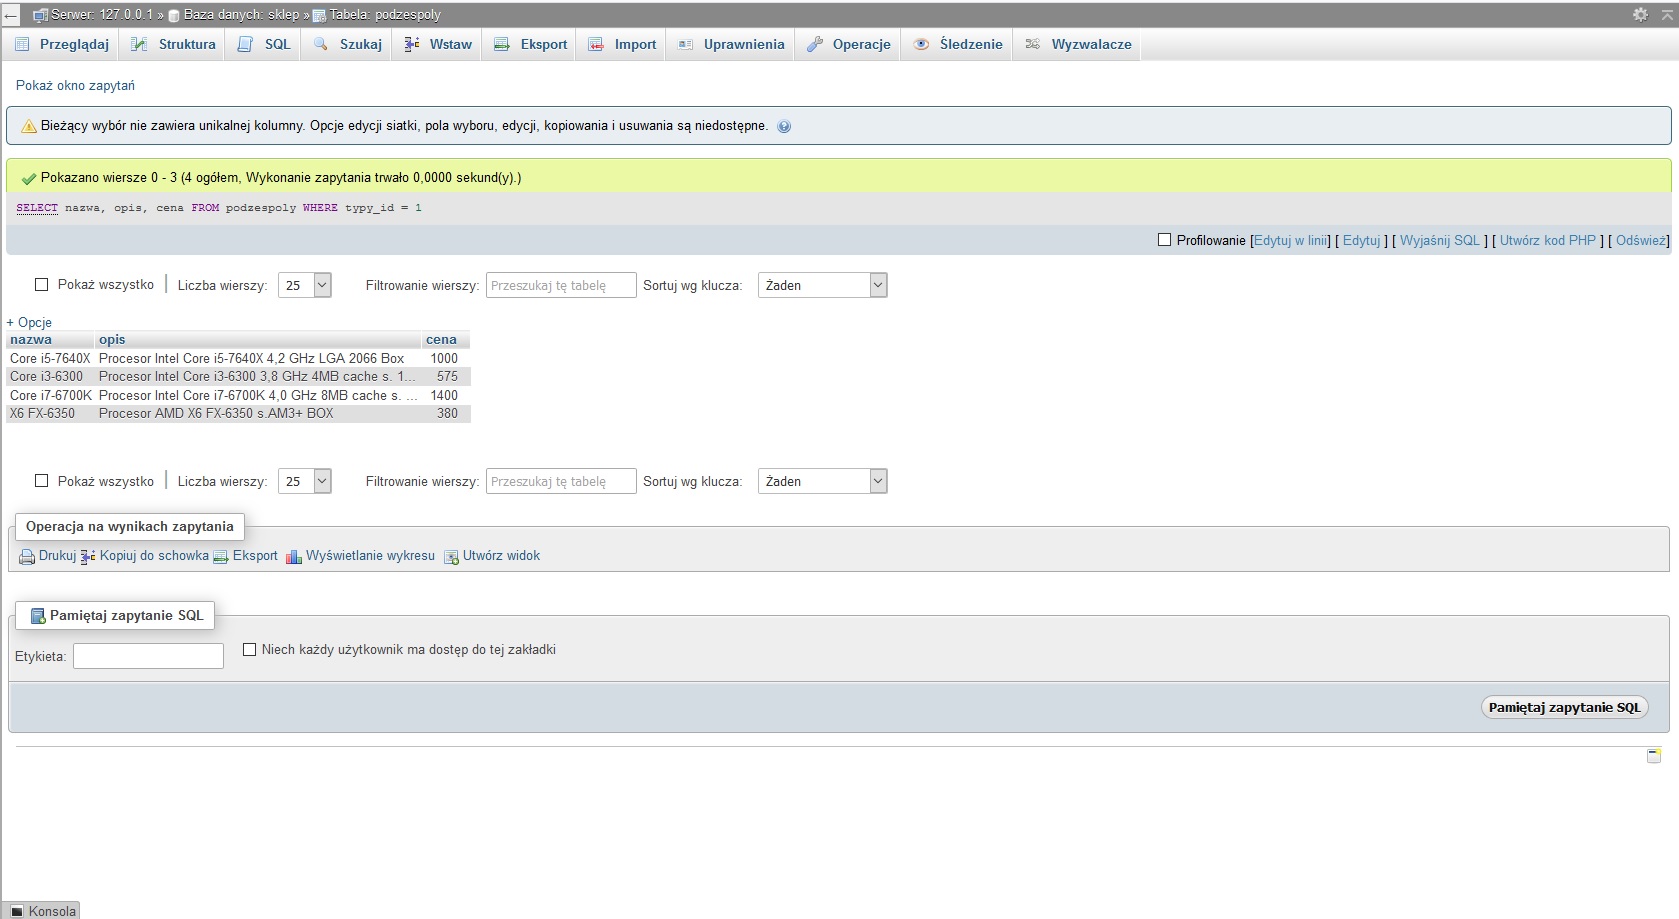 Serwer: 127.0.0.1 » Baza danych: sklep » Tabela: podzespoly
Przeglądaj Struktura SQL Szukaj Wstaw Eksport Import Uprawnienia Operacje Śledzenie Wyzwalacze
Pokaż okno zapytań
Bieżący wybór nie zawiera unikalnej kolumny. Opcje edycji siatki, pola wyboru, edycji, kopiowania i usuwania są niedostępne.
Pokazano wiersze 0 - 3 (4 ogółem, Wykonanie zapytania trwało 0,0000 sekund(y).)
SELECT nazwa, opis, cena FROM podzespoly WHERE typy_id = 1
Profilowanie [Edytuj w linii] [ Edytuj ] [ Wyjaśnij SQL ] [ Utwórz kod PHP ] [ Odśwież]
Pokaż wszystko Liczba wierszy: 25 Filtrowanie wierszy: Przeszukaj tę tabelę Sortuj wg klucza: Żaden
+ Opcje
nazwa opis cena
Core i5-7640X Procesor Intel Core i5-7640X 4,2 GHz LGA 2066 Box 1000
Core i3-6300 Procesor Intel Core i3-6300 3,8 GHz 4MB cache s. 1... 575
Core i7-6700K Procesor Intel Core i7-6700K 4,0 GHz 8MB cache s. ... 1400
X6 FX-6350 Procesor AMD X6 FX-6350 s.AM3+ BOX 380
Pokaż wszystko Liczba wierszy: 25 Filtrowanie wierszy: Przeszukaj tę tabelę Sortuj wg klucza: Żaden
Operacja na wynikach zapytania
Drukuj Kopiuj do schowka Eksport Wyświetlanie wykresu Utwórz widok
Pamiętaj zapytanie SQL
Etykieta: Niech każdy użytkownik ma dostęp do tej zakładki
Pamiętaj zapytanie SQL
Konsola